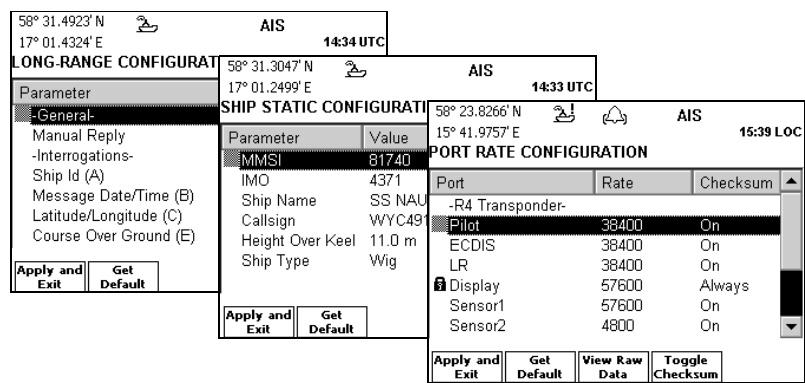 58° 31.4923' N
AIS
17° 01.4324' E
14:34 UTC
LONG-RANGE CONFIGURAT
Parameter
-General-
Manual Reply
-Interrogations-
Ship Id (A)
Message Date/Time (B)
Latitude/Longitude (C)
Course Over Ground (E)
Apply and Exit
Get Default
58° 31.3047' N
AIS
17° 01.2499' E
14:33 UTC
SHIP STATIC CONFIGURATI
Parameter Value
MMSI 81740
IMO 4371
Ship Name SS NAU
Callsign WYC491
Height Over Keel 11.0 m
Ship Type Wig
Apply and Exit
Get Default
58° 23.8266' N
AIS
15° 41.9757' E
15:39 LOC
PORT RATE CONFIGURATION
Port Rate Checksum
-R4 Transponder-
Pilot 38400 On
ECDIS 38400 On
LR 38400 On
Display 57600 Always
Sensor1 57600 On
Sensor2 4800 On
Apply and Exit
Get Default
View Raw Data
Toggle Checksum